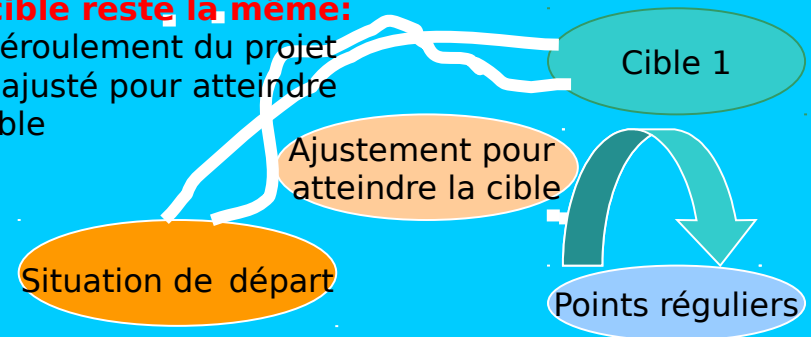 cible reste la même:
éroulement du projet
ajusté pour atteindre
ble
Cible 1
Ajustement pour
atteindre la cible
Situation de départ
Points réguliers